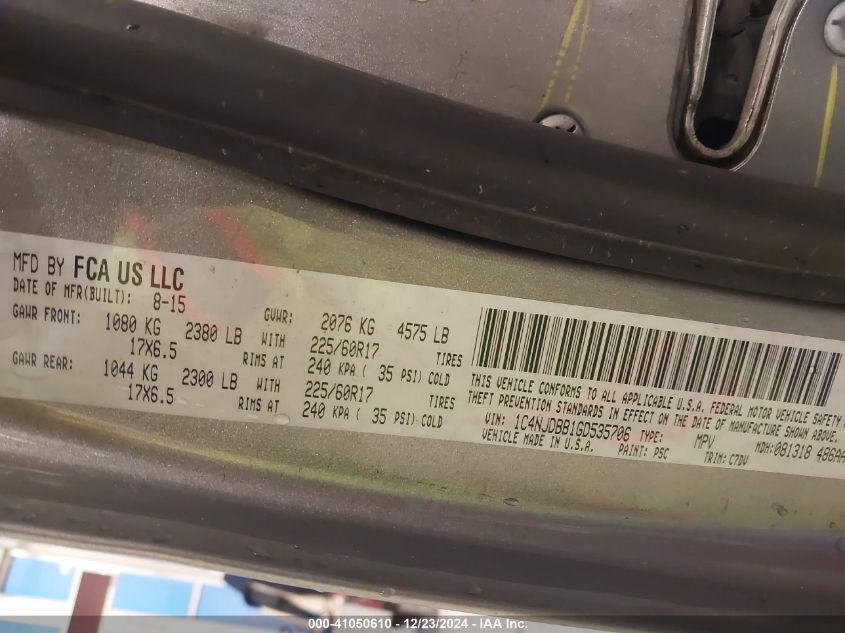 MFD BY FCA US LLC
DATE OF MFR(BUILT): 8-15
GVWR: 2076 KG 4575 LB
GAWR FRONT: 1080 KG 2380 LB WITH 225/60R17 TIRES
17X6.5 RIMS AT 240 KPA ( 35 PSI) COLD
GAWR REAR: 1044 KG 2300 LB WITH 225/60R17 TIRES
17X6.5 RIMS AT 240 KPA ( 35 PSI) COLD
THIS VEHICLE CONFORMS TO ALL APPLICABLE U.S.A. FEDERAL MOTOR VEHICLE SAFETY
THEFT PREVENTION STANDARDS IN EFFECT ON THE DATE OF MANUFACTURE SHOWN ABOVE.
VIN: 1C4NJDBB1GD535706 TYPE: MPV MDH:081318 486AA
VEHICLE MADE IN U.S.A. PAINT: PSC TRIM: C7DV
000-41050610 - 12/23/2024 - IAA Inc.